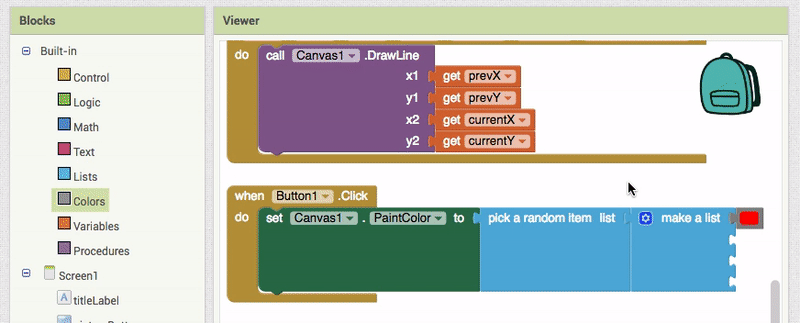 Blocks
Viewer
Built-in
Control
Logic
Math
Text
Lists
Colors
Variables
Procedures
Screen1
A titleLabel
do call Canvas1 .DrawLine
x1 get prevX
y1 get prevY
x2 get currentX
y2 get currentY
when Button1 .Click
do set Canvas1 . PaintColor to pick a random item list make a list